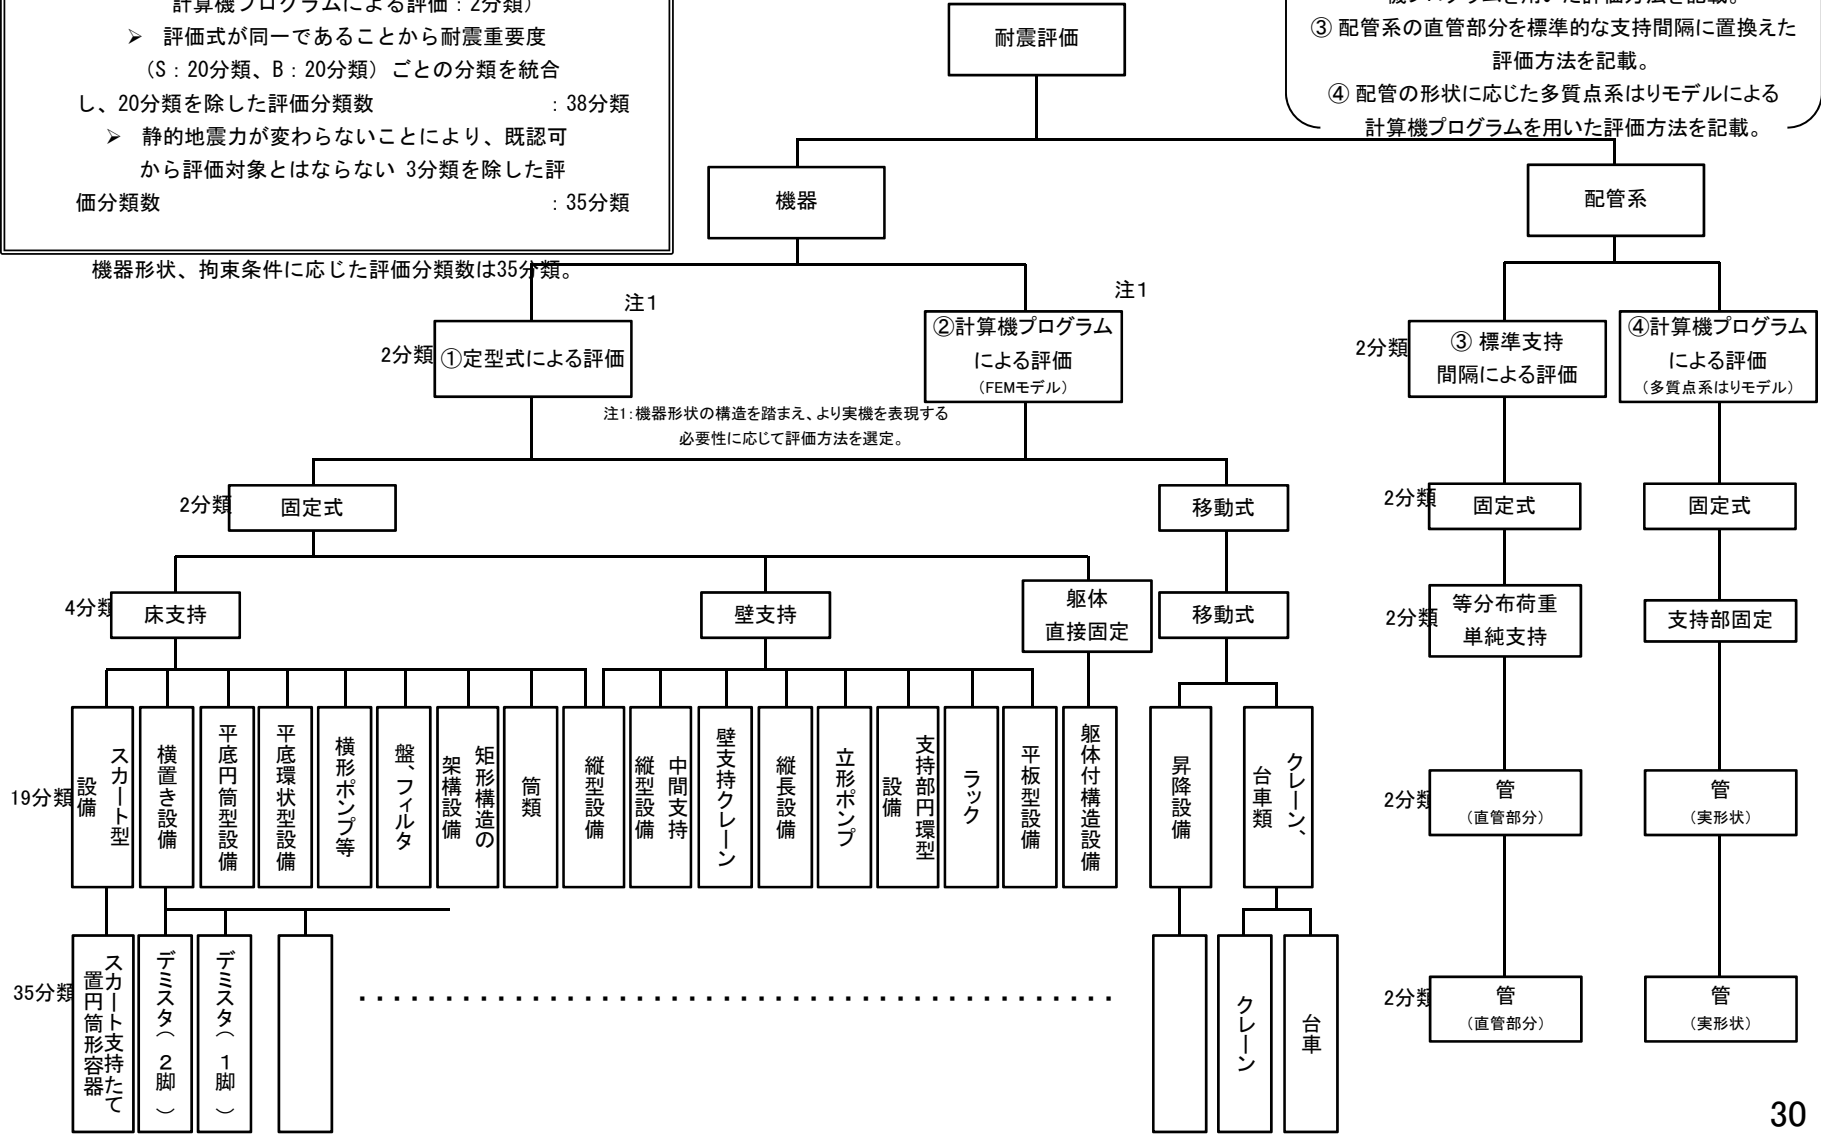 計算機プログラムによる評価：2分類）
➢ 評価式が同一であることから耐震重要度
（S：20分類、B：20分類）ごとの分類を統合
し、20分類を除した評価分類数 ：38分類
➢ 静的地震力が変わらないことにより、既認可
から評価対象とはならない 3分類を除した評
価分類数 ：35分類
機器形状、拘束条件に応じた評価分類数は35分類。
③ 配管系の直管部分を標準的な支持間隔に置換えた
評価方法を記載。
④ 配管の形状に応じた多質点系はりモデルによる
計算機プログラムを用いた評価方法を記載。
耐震評価
機器
配管系
注1
注1
2分類
①定型式による評価
②計算機プログラム
による評価
（FEMモデル）
2分類
③ 標準支持
間隔による評価
④計算機プログラム
による評価
（多質点系はりモデル）
注1：機器形状の構造を踏まえ、より実機を表現する
必要性に応じて評価方法を選定。
2分類
固定式
移動式
2分類
固定式
固定式
4分類
床支持
壁支持
躯体
直接固定
移動式
2分類
等分布荷重
単純支持
支持部固定
19分類
スカート型
設備
横置き設備
平底円筒型設備
平底環状型設備
横形ポンプ等
盤、フィルタ
矩形構造の
架構設備
筒類
縦型設備
中間支持
縦型設備
壁支持クレーン
縦長設備
立形ポンプ
支持部円環型
設備
ラック
平板型設備
躯体付構造設備
昇降設備
クレーン、
台車類
2分類
管
（直管部分）
管
（実形状）
35分類
スカート支持たて
置円筒形容器
デミスタ（２脚）
デミスタ（１脚）
クレーン
台車
2分類
管
（直管部分）
管
（実形状）
30